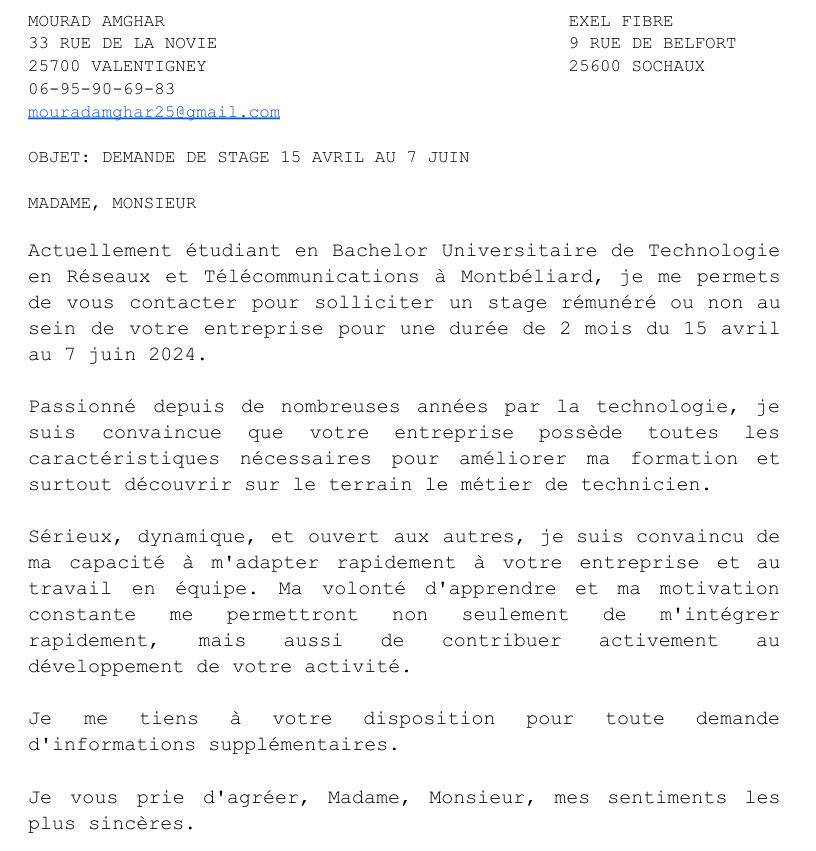 MOURAD AMGHAR EXEL FIBRE
33 RUE DE LA NOVIE 9 RUE DE BELFORT
25700 VALENTIGNEY 25600 SOCHAUX
06-95-90-69-83
mouradamghar25@gmail.com
OBJET: DEMANDE DE STAGE 15 AVRIL AU 7 JUIN
MADAME, MONSIEUR
Actuellement étudiant en Bachelor Universitaire de Technologie
en Réseaux et Télécommunications à Montbéliard, je me permets
de vous contacter pour solliciter un stage rémunéré ou non au
sein de votre entreprise pour une durée de 2 mois du 15 avril
au 7 juin 2024.
Passionné depuis de nombreuses années par la technologie, je
suis convaincue que votre entreprise possède toutes les
caractéristiques nécessaires pour améliorer ma formation et
surtout découvrir sur le terrain le métier de technicien.
Sérieux, dynamique, et ouvert aux autres, je suis convaincu de
ma capacité à m'adapter rapidement à votre entreprise et au
travail en équipe. Ma volonté d'apprendre et ma motivation
constante me permettront non seulement de m'intégrer
rapidement, mais aussi de contribuer activement au
développement de votre activité.
Je me tiens à votre disposition pour toute demande
d'informations supplémentaires.
Je vous prie d'agréer, Madame, Monsieur, mes sentiments les
plus sincères.